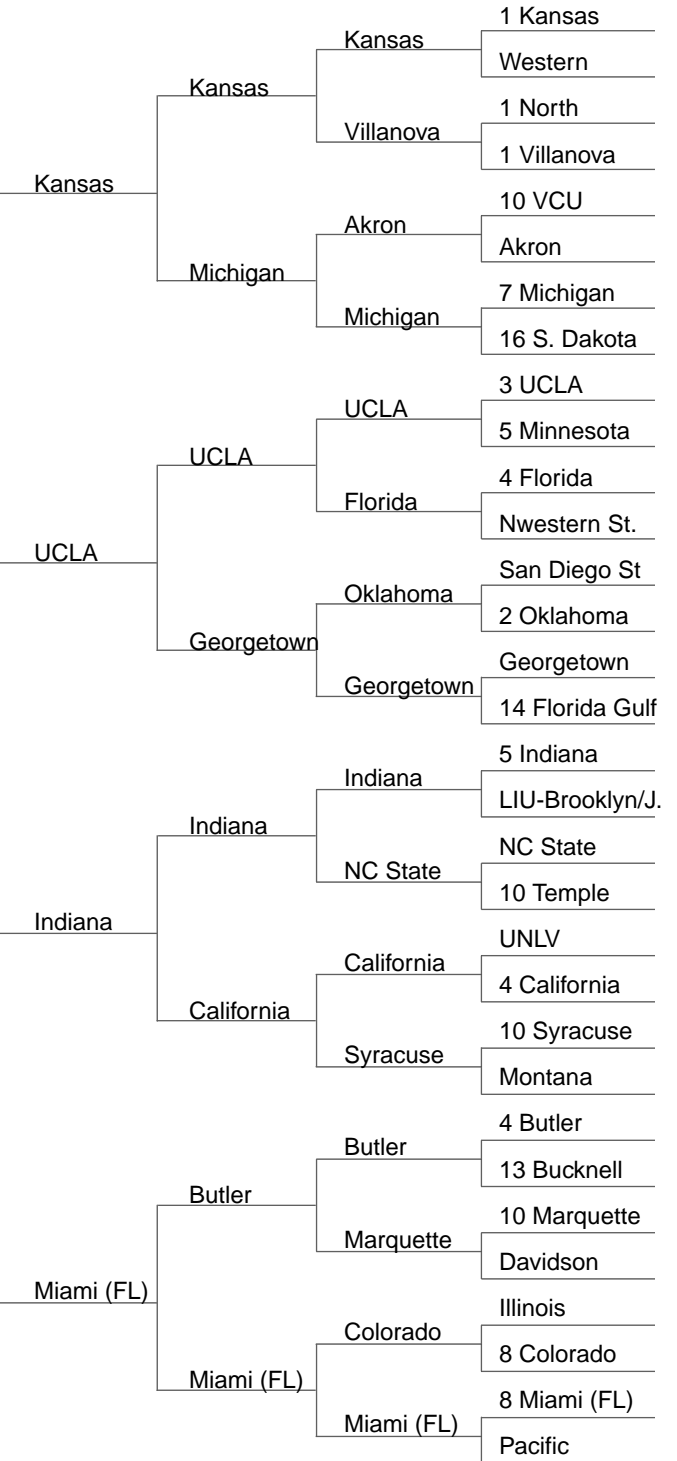 1 Kansas
Kansas
Western
Kansas
1 North
Villanova
1 Villanova
Kansas
10 VCU
Akron
Akron
Michigan
7 Michigan
Michigan
16 S. Dakota
3 UCLA
UCLA
5 Minnesota
UCLA
4 Florida
Florida
Nwestern St.
UCLA
San Diego St
Oklahoma
2 Oklahoma
Georgetown
Georgetown
Georgetown
14 Florida Gulf
5 Indiana
Indiana
LIU-Brooklyn/J.
Indiana
NC State
NC State
10 Temple
Indiana
UNLV
California
4 California
California
10 Syracuse
Syracuse
Montana
4 Butler
Butler
13 Bucknell
Butler
10 Marquette
Marquette
Davidson
Miami (FL)
Illinois
Colorado
8 Colorado
Miami (FL)
8 Miami (FL)
Miami (FL)
Pacific